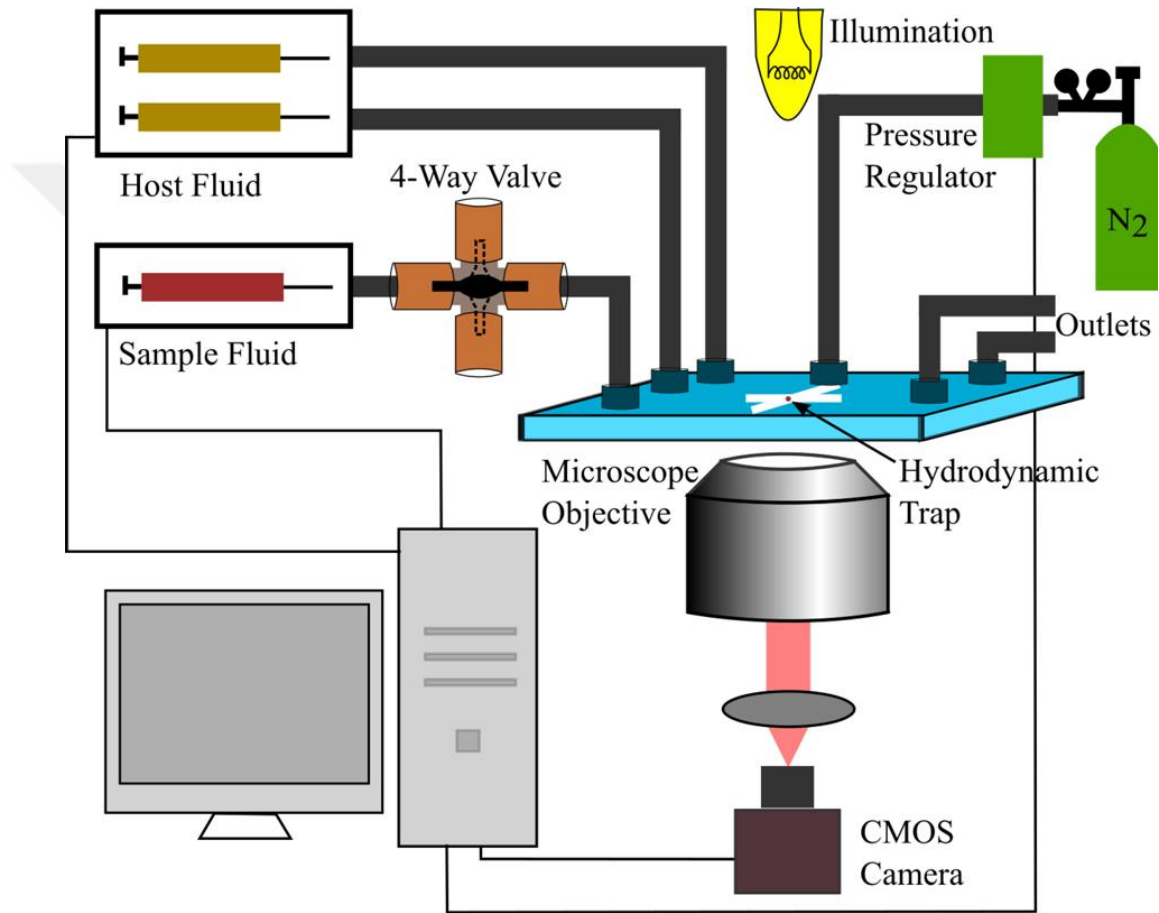 Illumination
Pressure
Regulator
N2
Host Fluid
4-Way Valve
Sample Fluid
Outlets
Microscope
Objective
Hydrodynamic
Trap
CMOS
Camera